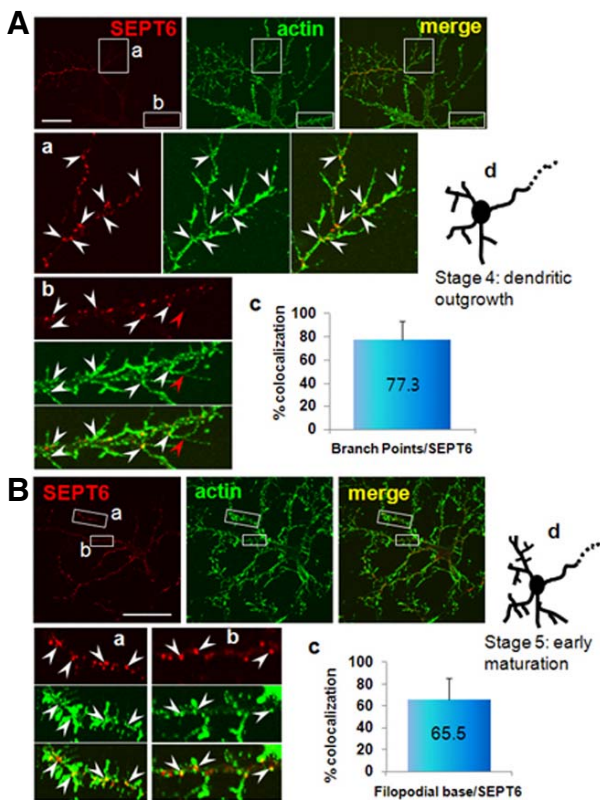 A
SEPT6
actin
merge
a
b
a
d
Stage 4: dendritic
outgrowth
b
c
% colocalization
100
80
60
40
20
0
77.3
Branch Points/SEPT6
B
SEPT6
actin
merge
a
b
d
Stage 5: early
maturation
a
b
c
% colocalization
100
80
60
40
20
0
65.5
Filopodial base/SEPT6